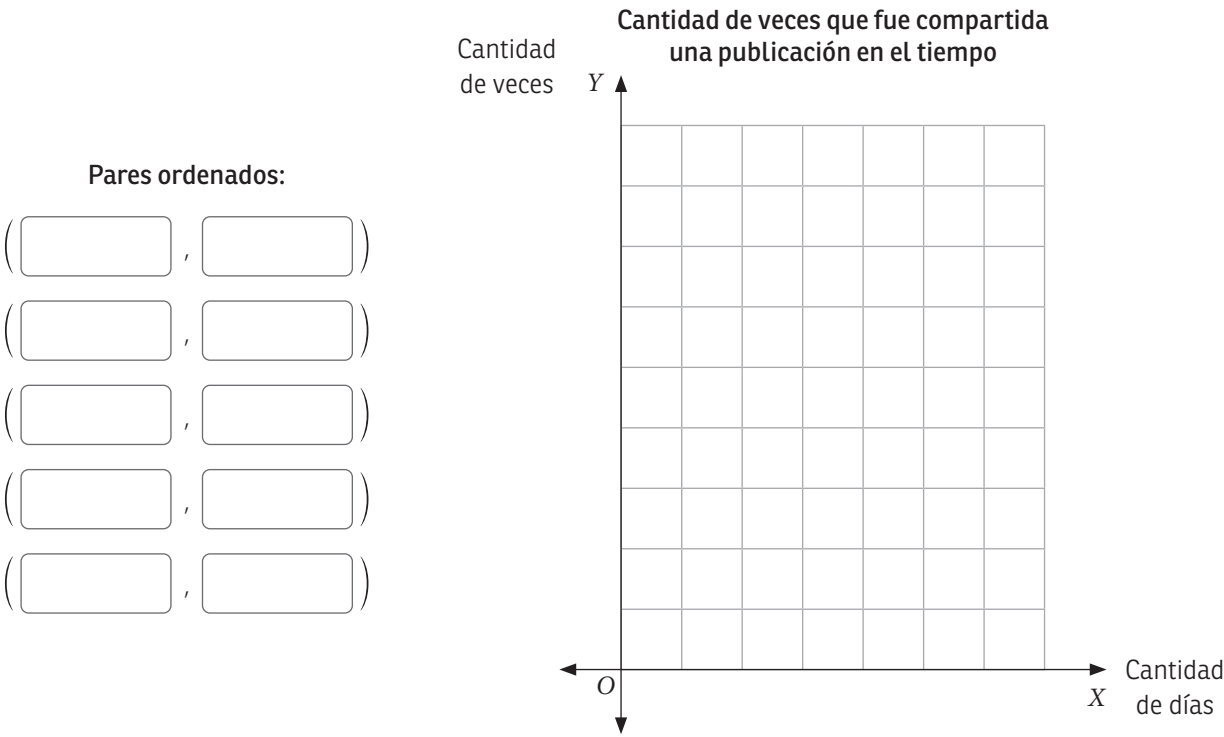 Cantidad de veces que fue compartida
una publicación en el tiempo
Cantidad
de veces
Y
Pares ordenados:
( , )
( , )
( , )
( , )
( , )
O
X
Cantidad
de días